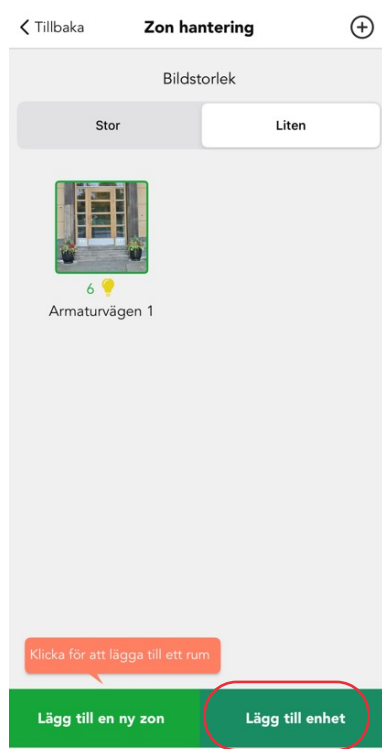 Tillbaka Zon hantering
Bildstorlek
Stor Liten
6
Armaturvägen 1
Klicka för att lägga till ett rum
Lägg till en ny zon Lägg till enhet